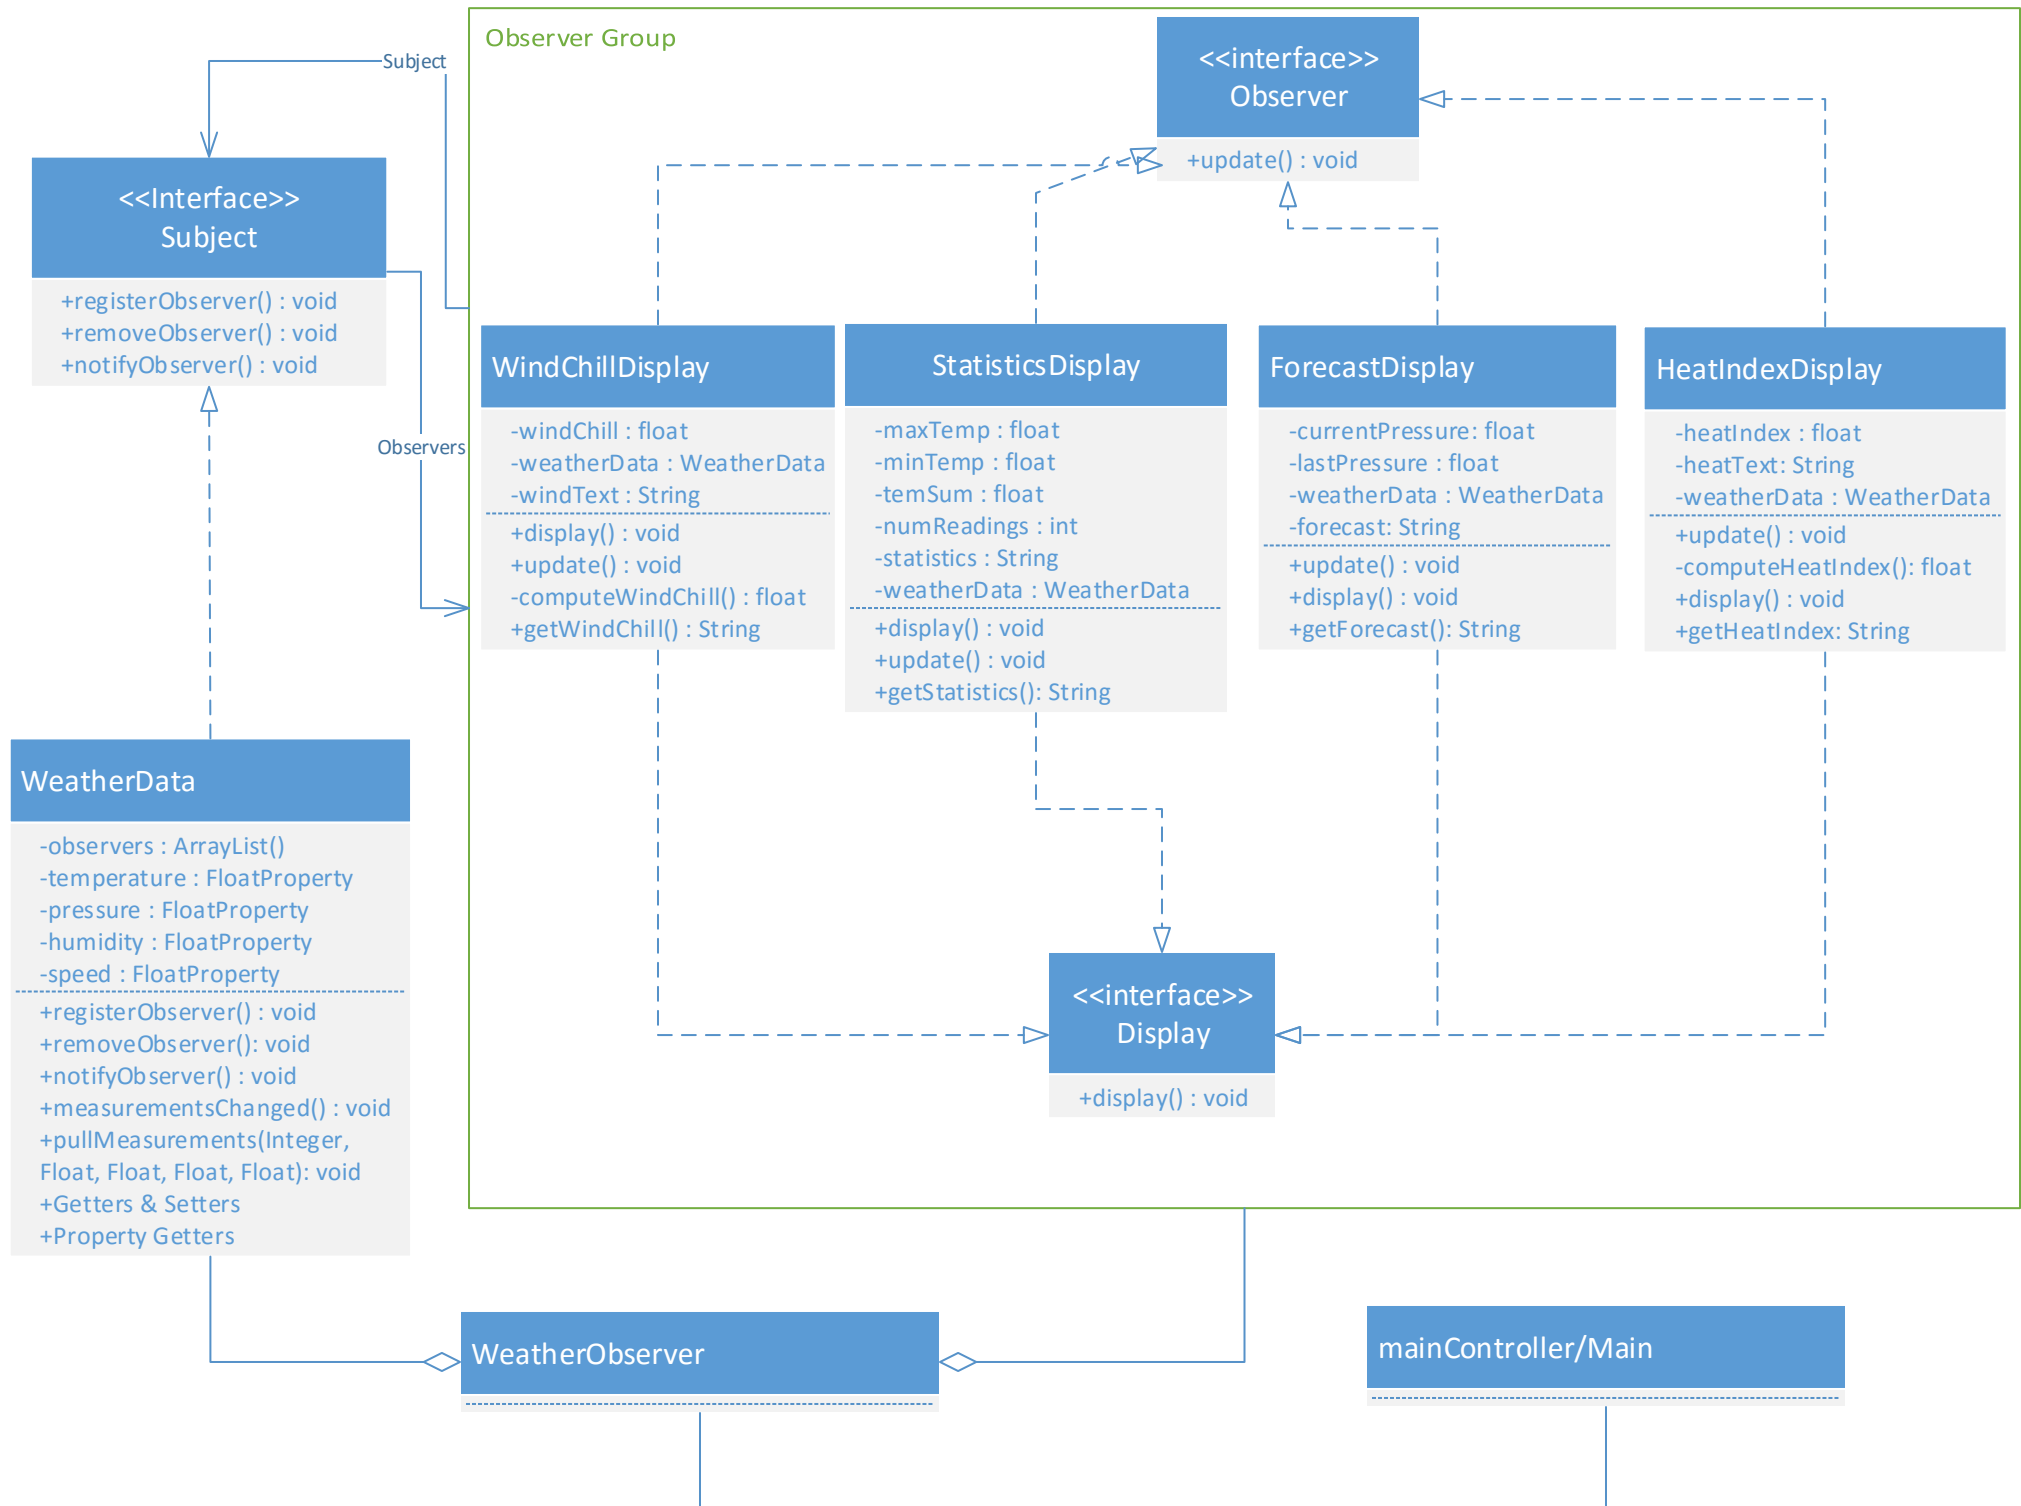 Observer Group
<<interface>>
Observer
+update() : void
Subject
<<Interface>>
Subject
+registerObserver() : void
+removeObserver() : void
+notifyObserver() : void
Observers
WindChillDisplay
-windChill : float
-weatherData : WeatherData
-windText : String
+display() : void
+update() : void
-computeWindChill() : float
+getWindChill() : String
StatisticsDisplay
-maxTemp : float
-minTemp : float
-temSum : float
-numReadings : int
-statistics : String
-weatherData : WeatherData
+display() : void
+update() : void
+getStatistics(): String
ForecastDisplay
-currentPressure: float
-lastPressure : float
-weatherData : WeatherData
-forecast: String
+update() : void
+display() : void
+getForecast(): String
HeatIndexDisplay
-heatIndex : float
-heatText: String
-weatherData : WeatherData
+update() : void
-computeHeatIndex(): float
+display() : void
+getHeatIndex: String
WeatherData
-observers : ArrayList()
-temperature : FloatProperty
-pressure : FloatProperty
-humidity : FloatProperty
-speed : FloatProperty
+registerObserver() : void
+removeObserver(): void
+notifyObserver() : void
+measurementsChanged() : void
+pullMeasurements(Integer,
Float, Float, Float, Float): void
+Getters & Setters
+Property Getters
<<interface>>
Display
+display() : void
WeatherObserver
mainController/Main